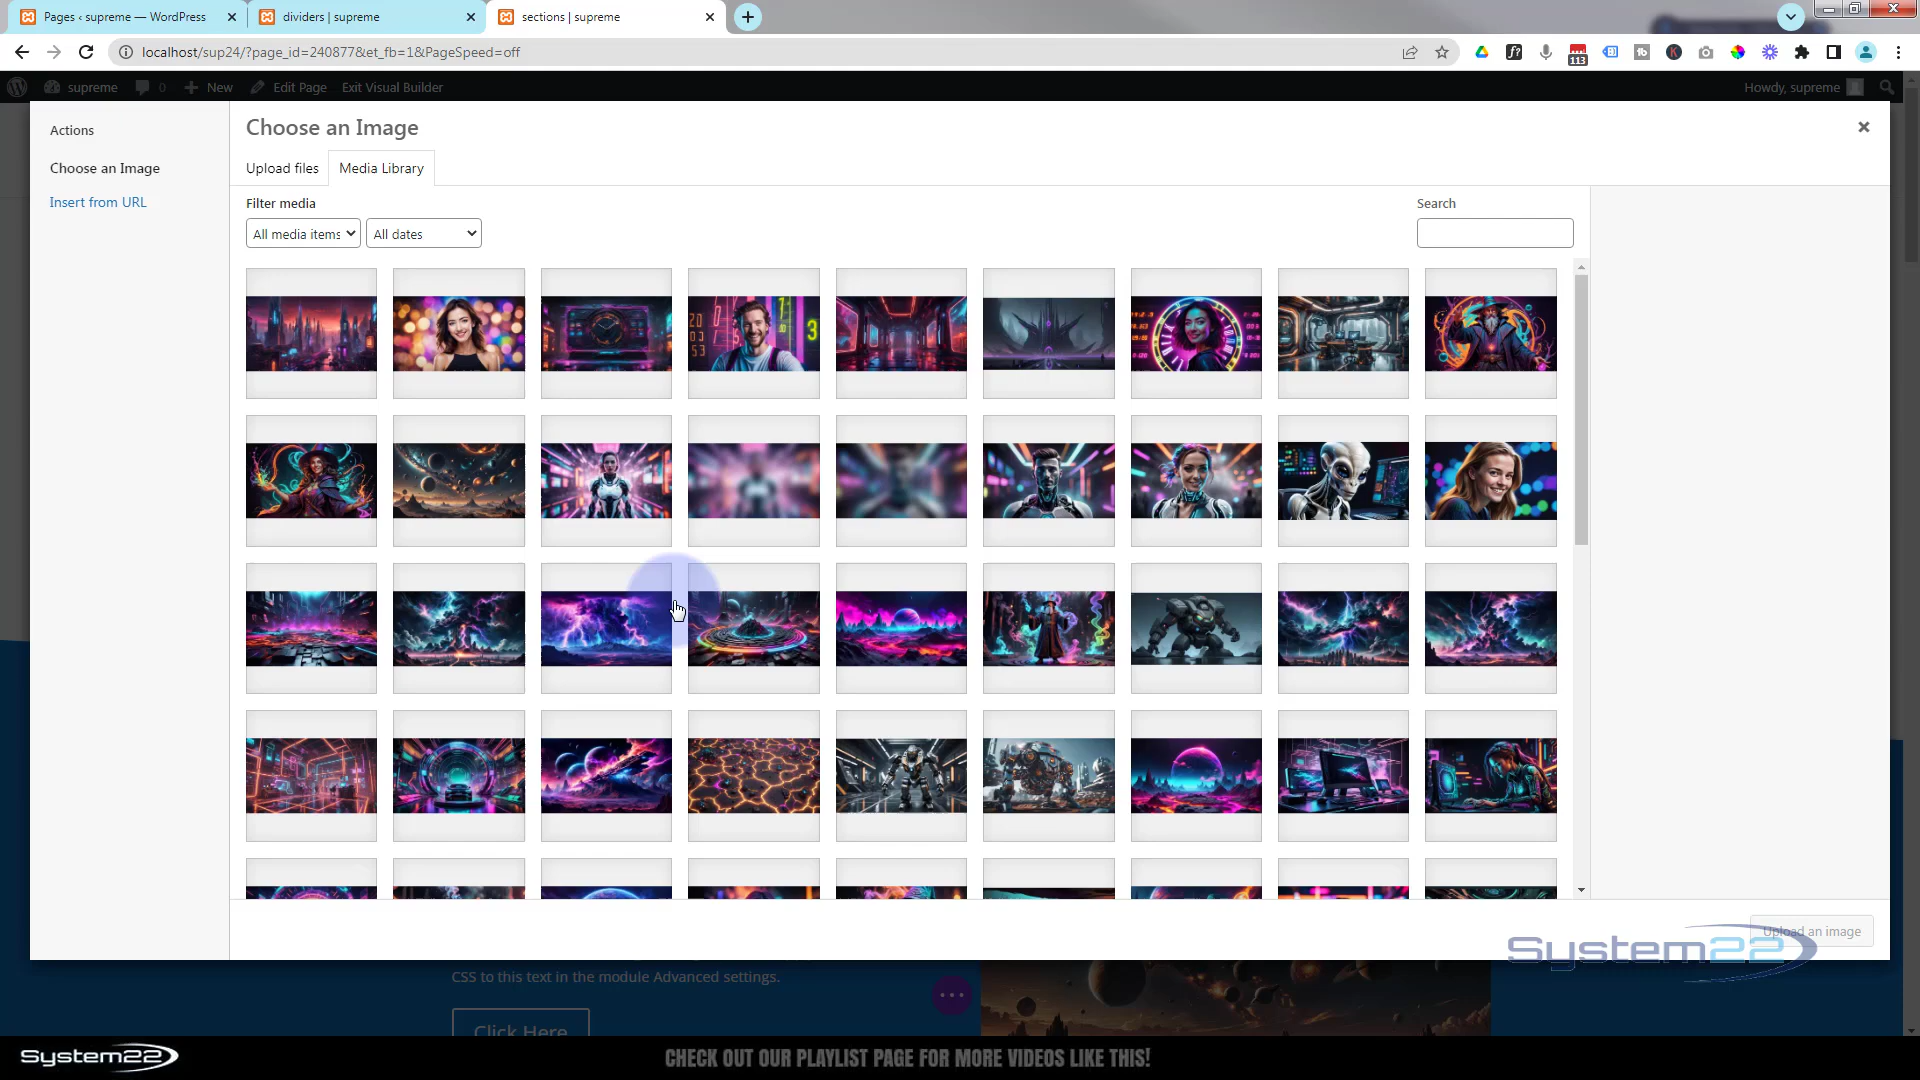 Pages ‹ supreme — WordPress
dividers | supreme
sections | supreme
localhost/sup24/?page_id=240877&et_fb=1&PageSpeed=off
113
supreme
0
New
Edit Page
Exit Visual Builder
Howdy, supreme
Actions
Choose an Image
Insert from URL
Choose an Image
Upload files
Media Library
Filter media
All media items
All dates
Search
Upload an image
System22
CSS to this text in the module Advanced settings.
Click Here
System22
CHECK OUT OUR PLAYLIST PAGE FOR MORE VIDEOS LIKE THIS!